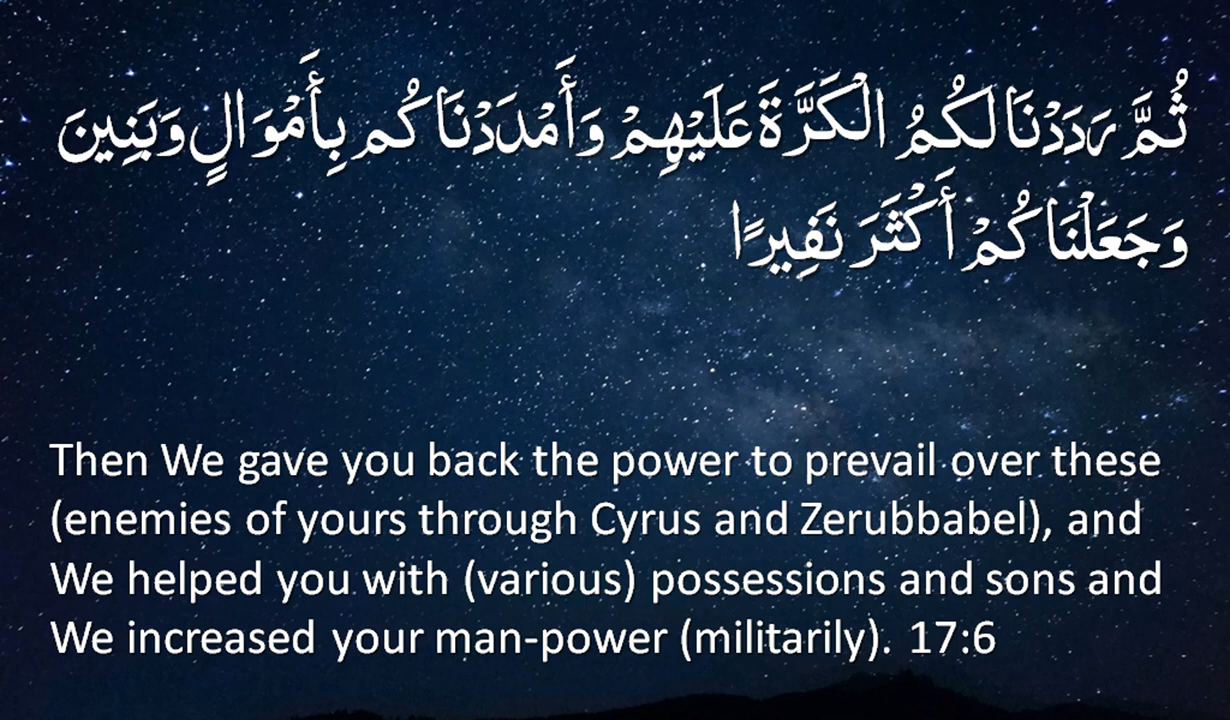 ثُمَّ رَدَدْنَا لَكُمُ الْكَرَّةَ عَلَيْهِمْ وَأَمْدَدْنَاكُم بِأَمْوَالٍ وَبَنِينَ
وَجَعَلْنَاكُمْ أَكْثَرَ نَفِيرًا
Then We gave you back the power to prevail over these
(enemies of yours through Cyrus and Zerubbabel), and
We helped you with (various) possessions and sons and
We increased your man-power (militarily). 17:6